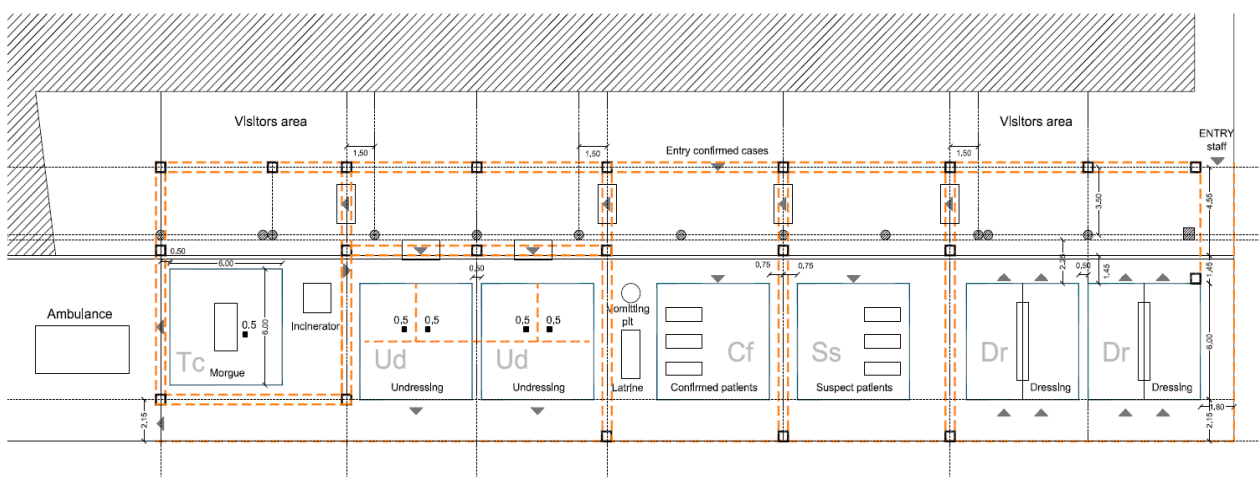 Visitors area
Visitors area
ENTRY
staff
1,50
1,50
Entry confirmed cases
1,50
3,50
4,55
0,50
6,00
0,50
0,75
0,75
2,25
1,45
0,50
1,45
Ambulance
0,5
6,00
Tc
Morgue
Incinerator
0,5
0,5
0,5
0,5
Ud
Ud
Undressing
Undressing
Vomitting
pit
Latrine
Cf
Confirmed patients
Ss
Suspect patients
Dr
Dressing
Dr
Dressing
6,00
1,80
2,15
2,15